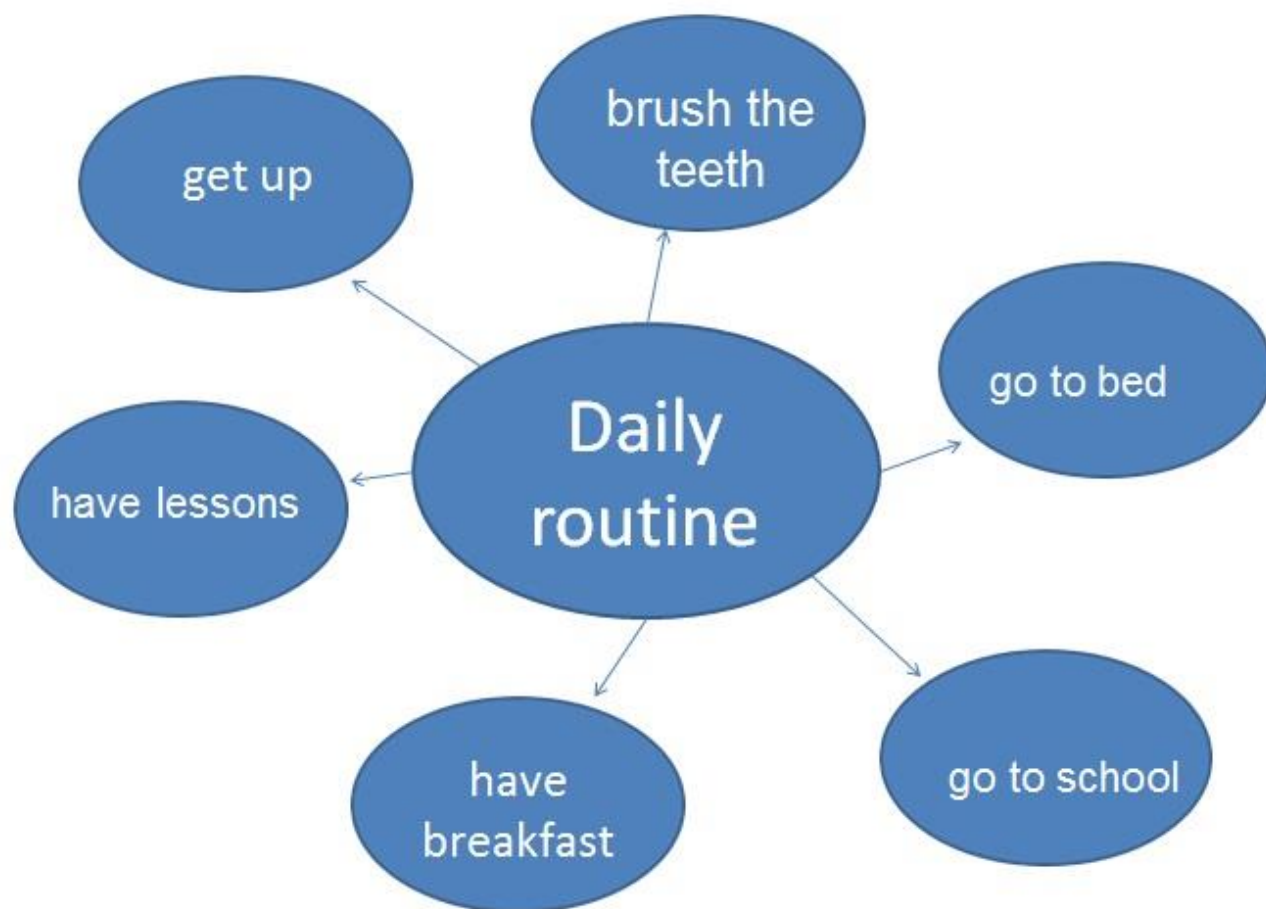 brush the
teeth
get up
go to bed
Daily
routine
have lessons
go to school
have
breakfast